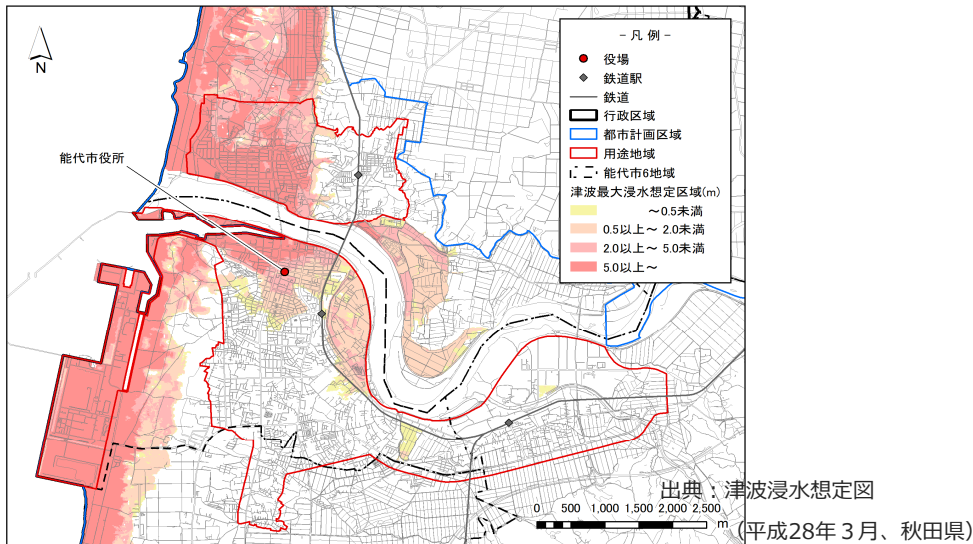 N
能代市役所
- 凡 例 -
役場
鉄道駅
鉄道
行政区域
都市計画区域
用途地域
能代市6地域
津波最大浸水想定区域(m)
～0.5未満
0.5以上～ 2.0未満
2.0以上～ 5.0未満
5.0以上～
0 500 1,000 1,500 2,000 2,500
m
出典：津波浸水想定図
(平成28年３月、秋田県)